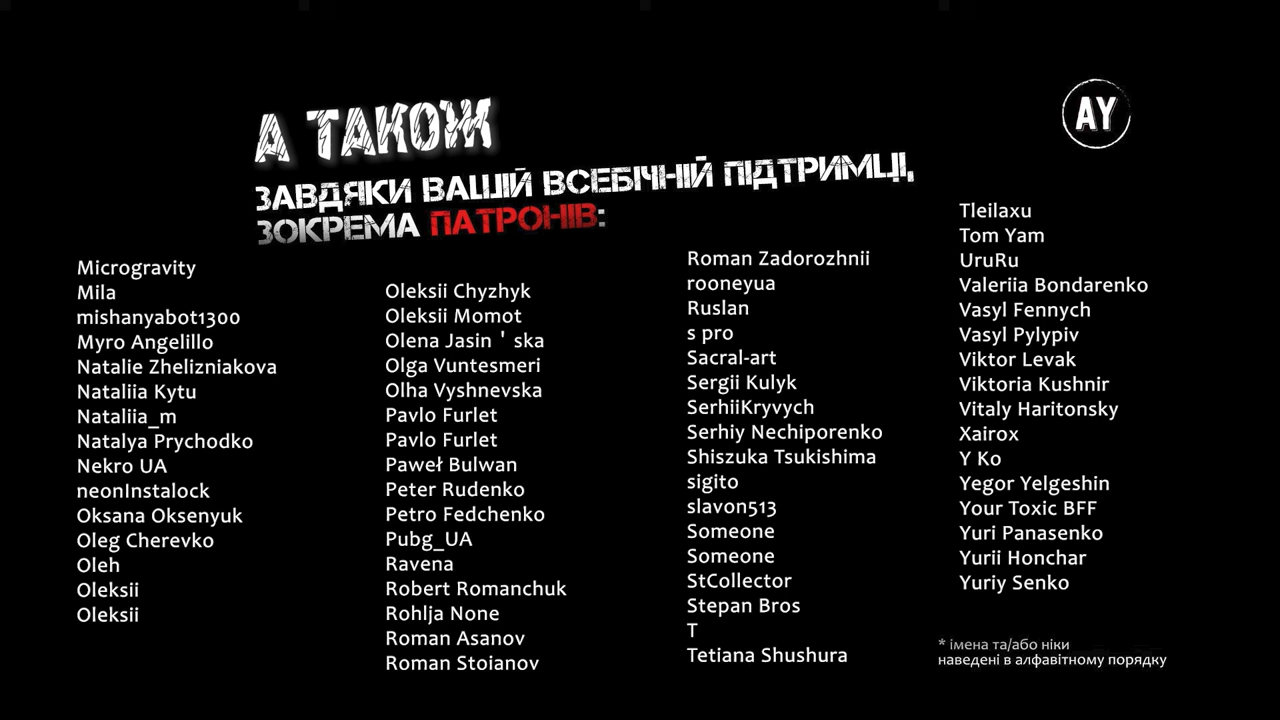 А ТАКОЖ
ЗАВДЯКИ ВАШІЙ ВСЕБІЧНІЙ ПІДТРИМЦІ,
ЗОКРЕМА ПАТРОНІВ:
AY
Microgravity
Mila
mishanyabot1300
Myro Angelillo
Natalie Zhelizniakova
Nataliia Kytu
Nataliia_m
Natalya Prychodko
Nekro UA
neonInstalock
Oksana Oksenyuk
Oleg Cherevko
Oleh
Oleksii
Oleksii
Oleksii Chyzhyk
Oleksii Momot
Olena Jasin ' ska
Olga Vuntesmeri
Olha Vyshnevska
Pavlo Furlet
Pavlo Furlet
Paweł Bulwan
Peter Rudenko
Petro Fedchenko
Pubg_UA
Ravena
Robert Romanchuk
Rohlja None
Roman Asanov
Roman Stoianov
Roman Zadorozhnii
rooneyua
Ruslan
s pro
Sacral-art
Sergii Kulyk
SerhiiKryvych
Serhiy Nechiporenko
Shiszuka Tsukishima
sigito
slavon513
Someone
Someone
StCollector
Stepan Bros
T
Tetiana Shushura
Tleilaxu
Tom Yam
UruRu
Valeriia Bondarenko
Vasyl Fennych
Vasyl Pylypiv
Viktor Levak
Viktoria Kushnir
Vitaly Haritonsky
Xairox
Y Ko
Yegor Yelgeshin
Your Toxic BFF
Yuri Panasenko
Yurii Honchar
Yuriy Senko
* імена та/або ніки
наведені в алфавітному порядку